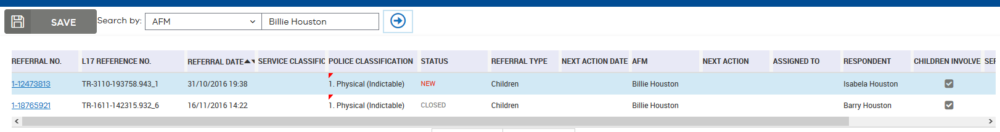 SAVE Search by: AFM Billie Houston
REFERRAL NO. L17 REFERENCE NO. REFERRAL DATE SERVICE CLASSIFIC POLICE CLASSIFICATION STATUS REFERRAL TYPE NEXT ACTION DATE AFM NEXT ACTION ASSIGNED TO RESPONDENT CHILDREN INVOLVE SEF
1-12473813 TR-3110-193758.943_1 31/10/2016 19:38 1. Physical (Indictable) NEW Children Billie Houston Isabela Houston
1-18765921 TR-1611-142315.932_6 16/11/2016 14:22 1. Physical (Indictable) CLOSED Children Billie Houston Barry Houston